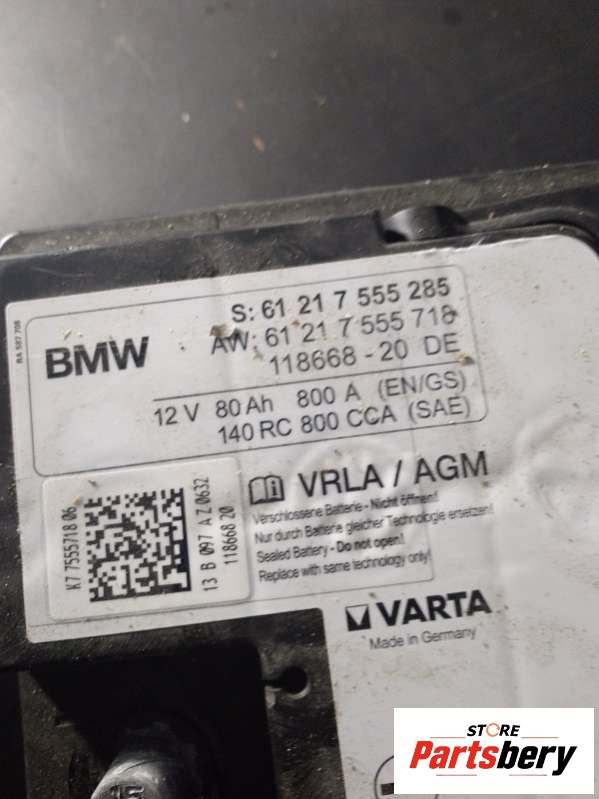 BA 582 708
BMW
S: 61 21 7 555 285
AW: 61 21 7 555 718
118668 - 20 DE
12 V 80 Ah 800 A (EN/GS)
140 RC 800 CCA (SAE)
K7 7555718 06
13 B 097 A Z 0632
118668 20
VRLA / AGM
Verschlossene Batterie - Nicht öffnen!
Nur durch Batterie gleicher Technologie ersetzen!
Sealed Battery - Do not open!
Replace with same technology only!
VARTA
Made in Germany
STORE
Partsbery